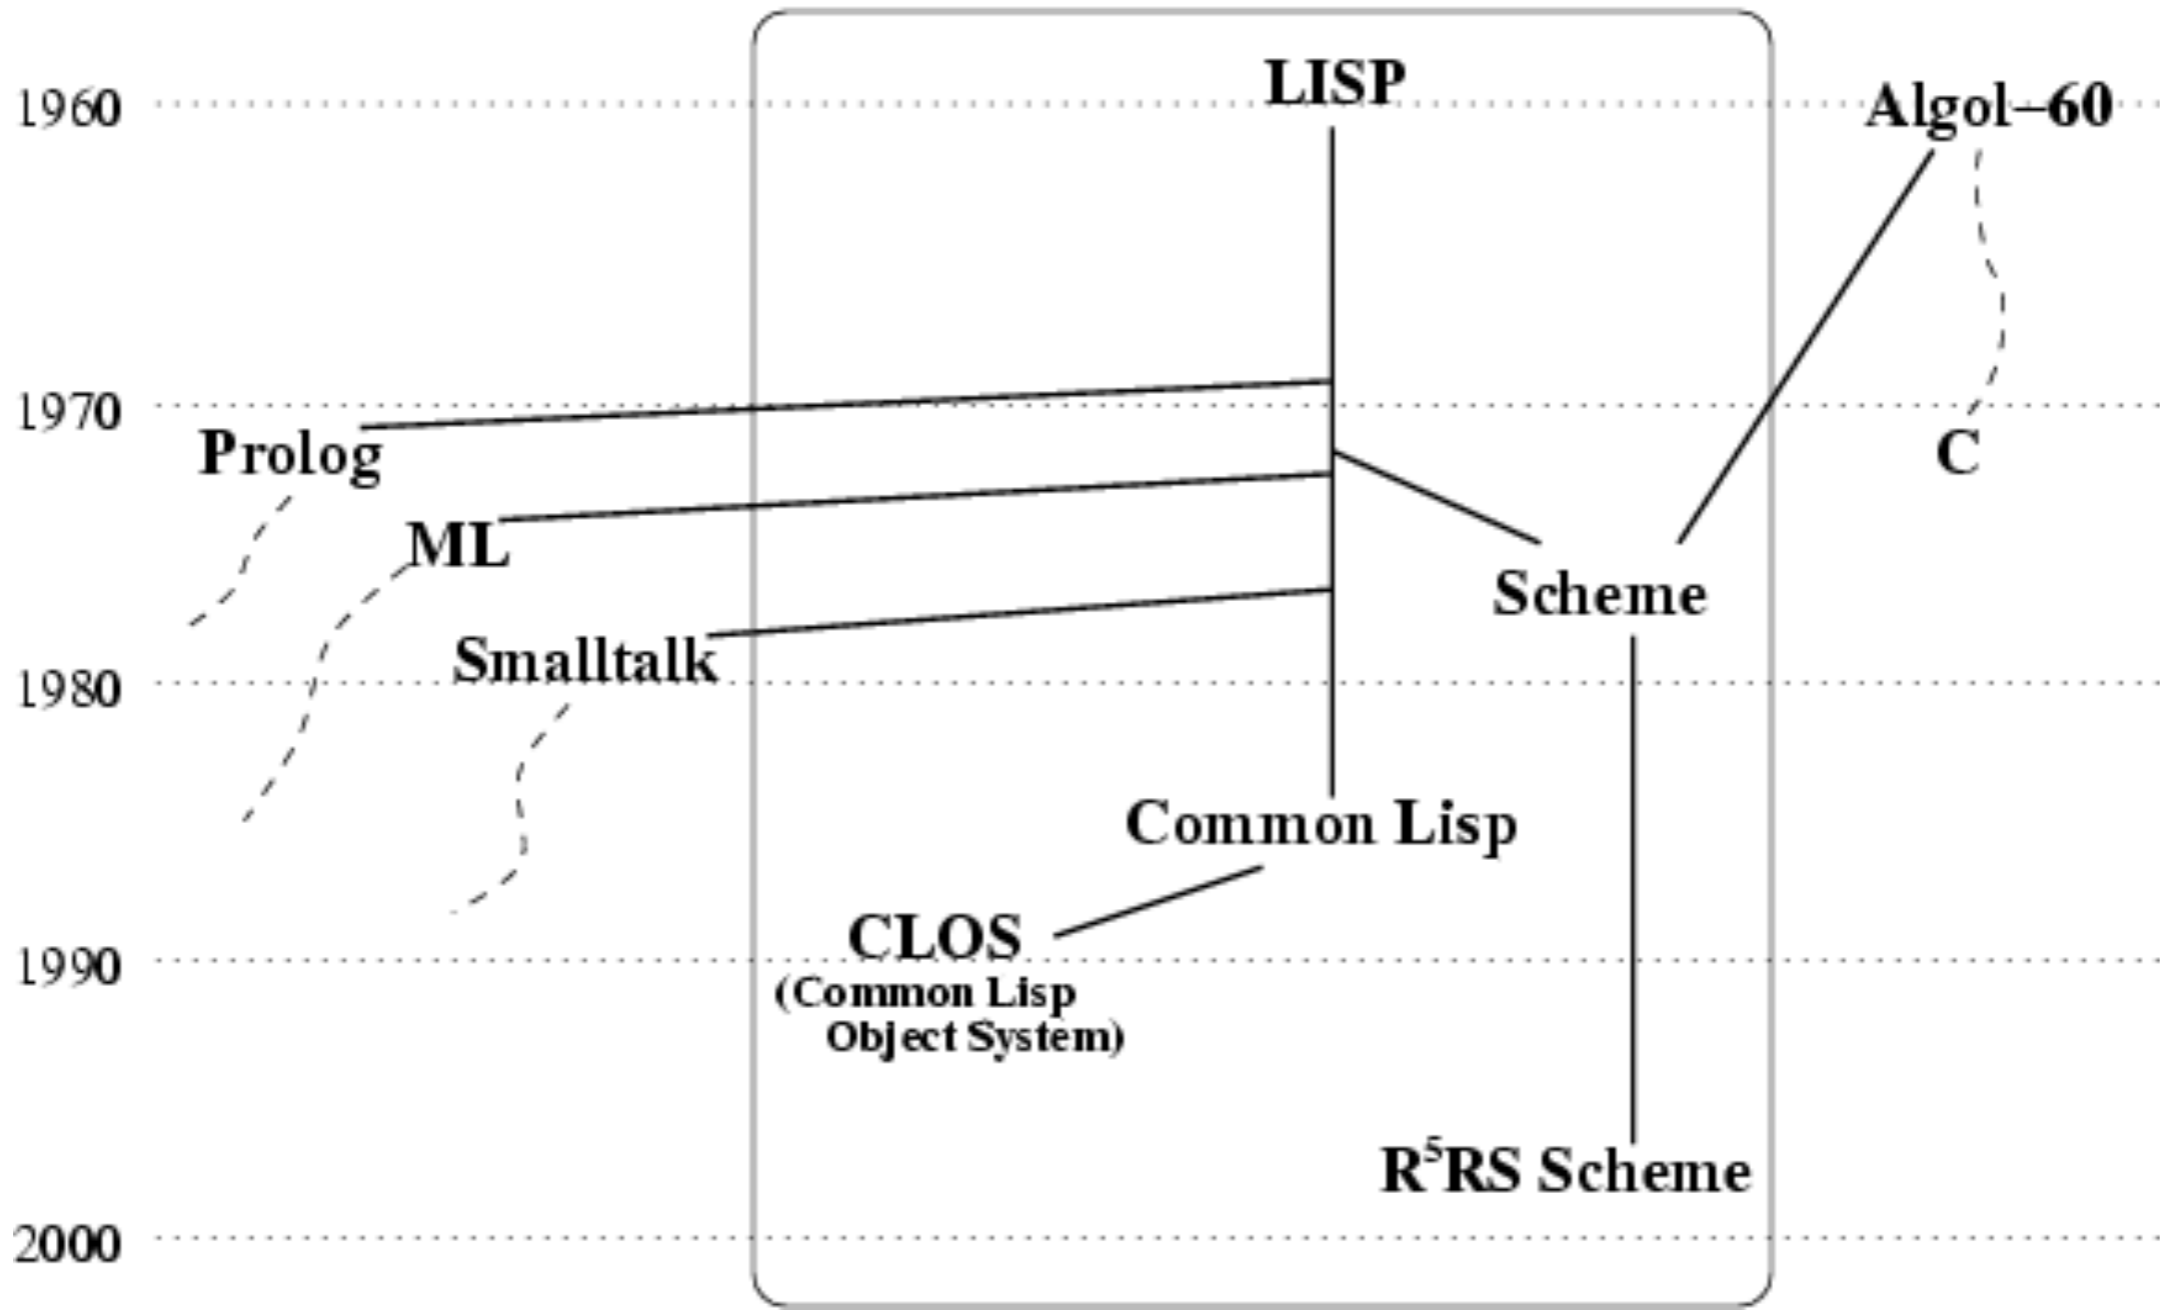 LISP
1960
Algol–60
1970
Prolog
C
ML
Scheme
Smalltalk
1980
Common Lisp
CLOS
1990
(Common Lisp
Object System)
R⁵RS Scheme
2000